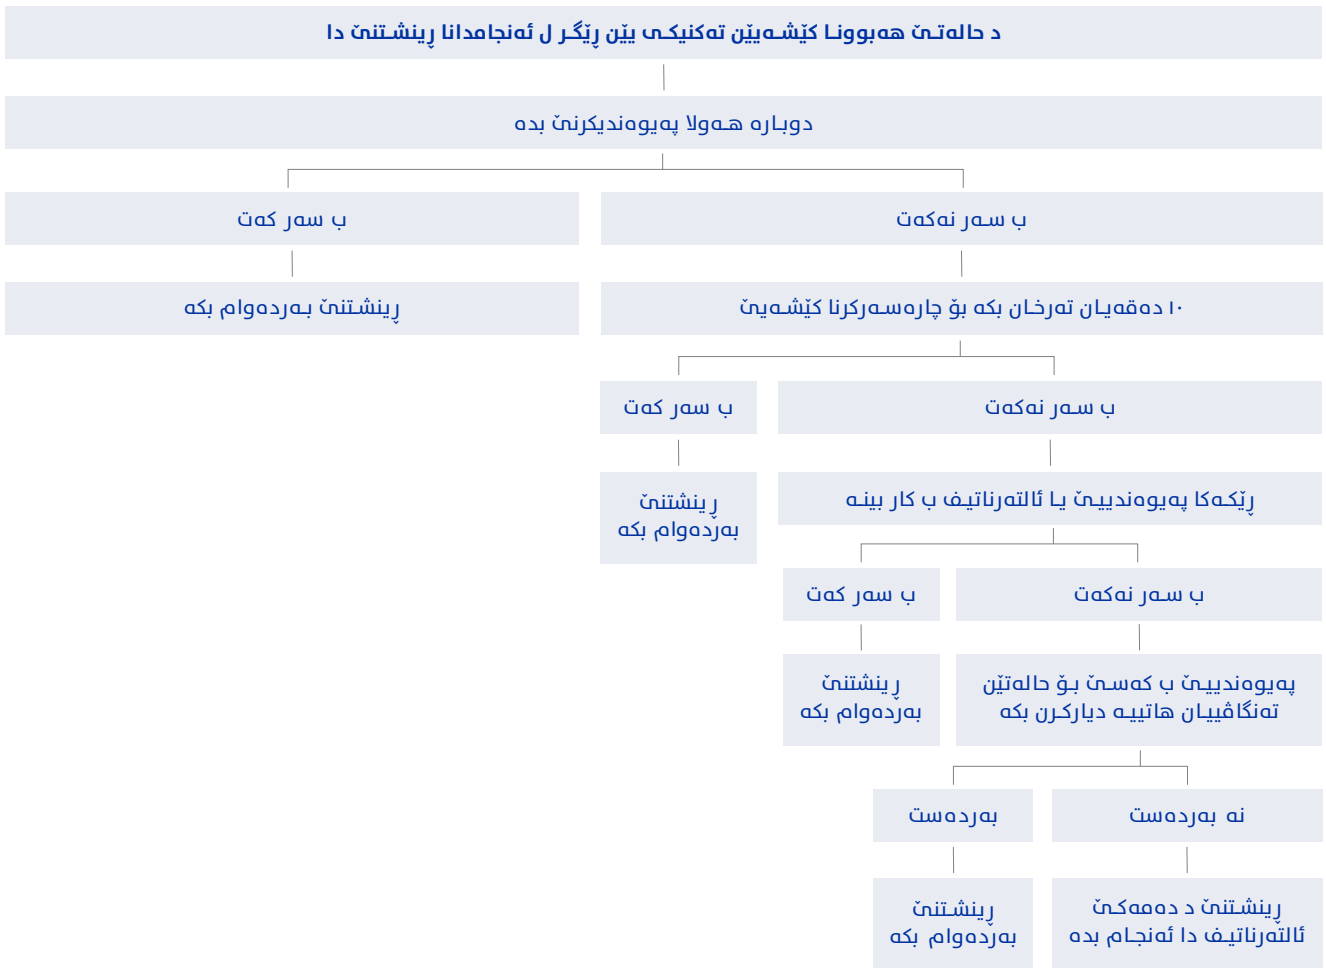 د حالەتێ هەبوونا کێشەیێن تەکنیکی یێن ڕێگر ل ئەنجامدانا ڕینشتنێ دا
دوبارە هەولا پەیوەندیکرنێ بدە
ب سەر نەکەت
ب سەر کەت
١٠ دەقەیان تەرخان بکە بۆ چارەسەرکرنا کێشەیێ
ڕینشتنێ بەردەوام بکە
ب سەر نەکەت
ب سەر کەت
ڕێکەکا پەیوەندییێ یا ئالتەرناتیف ب کار بینە
ڕینشتنێ
بەردەوام بکە
ب سەر نەکەت
ب سەر کەت
پەیوەندییێ ب کەسێ بۆ حالەتێن
تەنگاڤییان هاتییە دیارکرن بکە
ڕینشتنێ
بەردەوام بکە
نە بەردەست
بەردەست
ڕینشتنێ د دەمەکێ
ئالتەرناتیف دا ئەنجام بدە
ڕینشتنێ
بەردەوام بکە